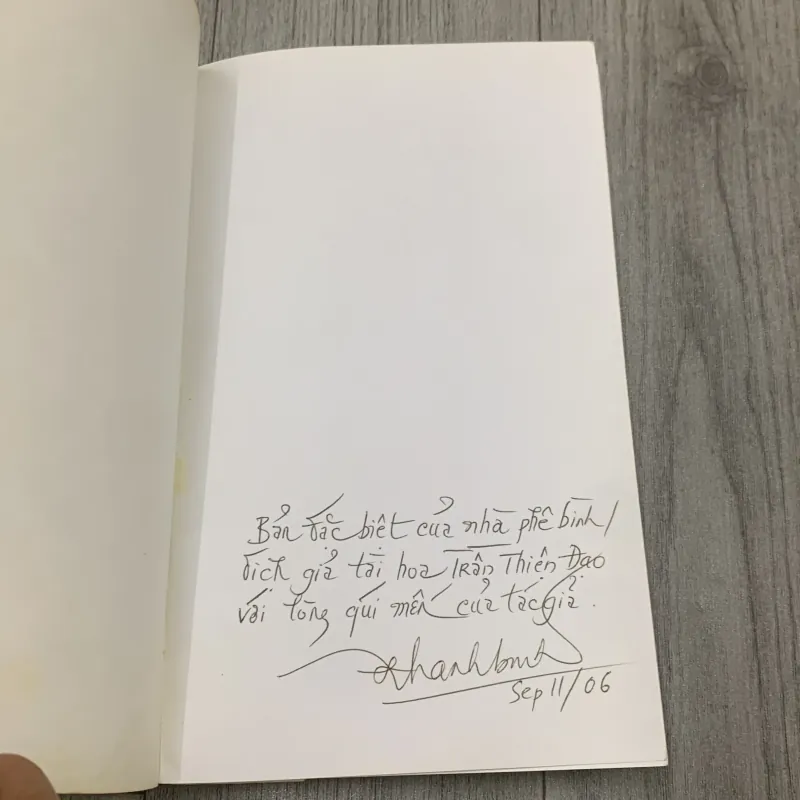 Bản đặc biệt của nhà phê bình/
dịch giả tài hoa Trần Thiện Đạo
với lòng quí mến của tác giả.
Sep 11/06